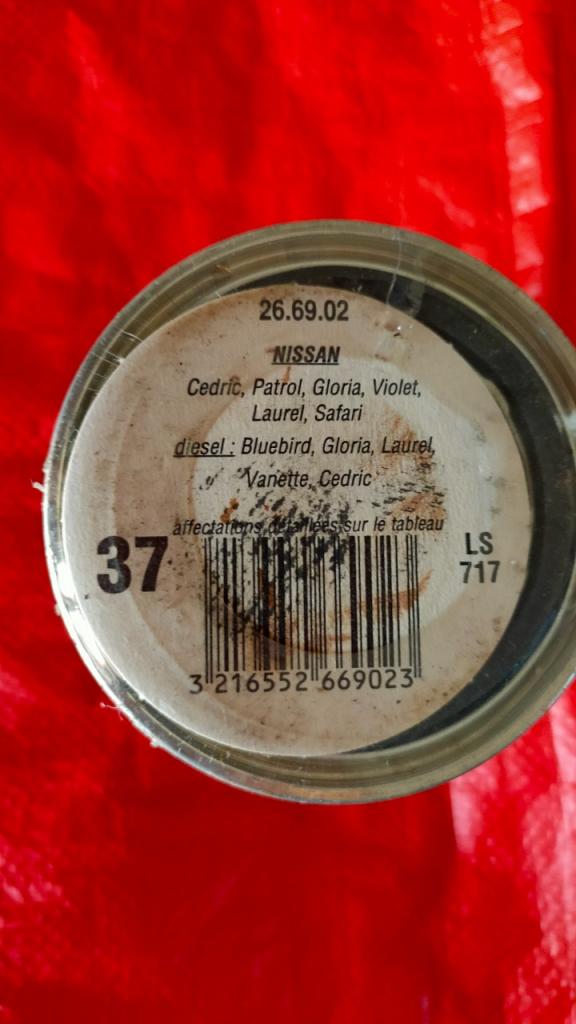 26.69.02
NISSAN
Cedric, Patrol, Gloria, Violet,
Laurel, Safari
diesel : Bluebird, Gloria, Laurel,
Vanette, Cedric
affectations détaillées sur le tableau
37
LS
717
3 216552 669023